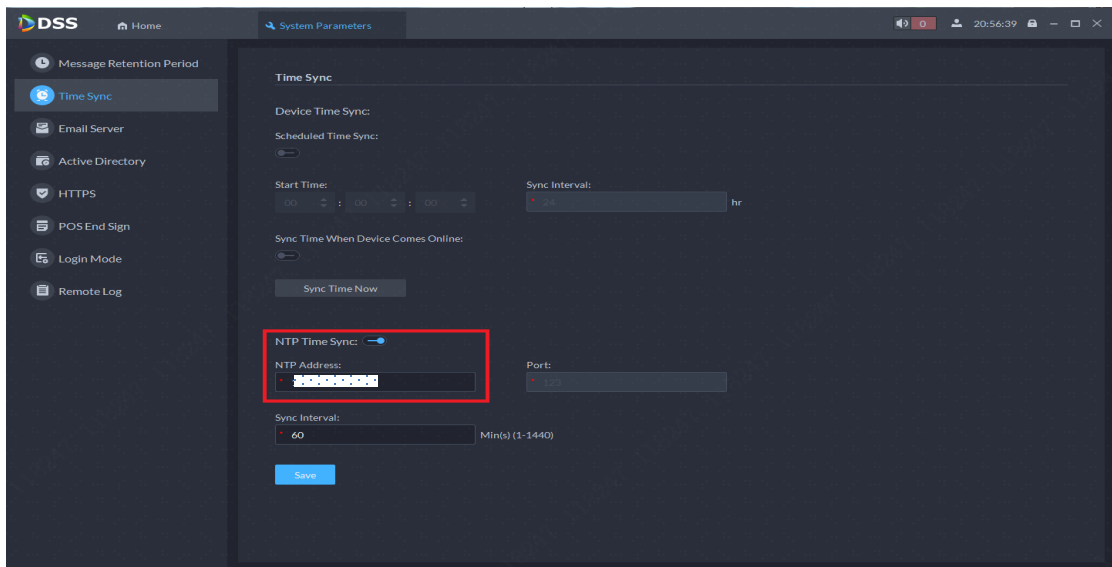 DSS Home System Parameters 0 20:56:39
Message Retention Period
Time Sync
Email Server
Active Directory
HTTPS
POS End Sign
Login Mode
Remote Log
Time Sync
Device Time Sync:
Scheduled Time Sync:
Start Time: Sync Interval:
00 : 00 : 00 * 24 hr
Sync Time When Device Comes Online:
Sync Time Now
NTP Time Sync:
NTP Address: Port:
* * 123
Sync Interval:
* 60 Min(s) (1-1440)
Save